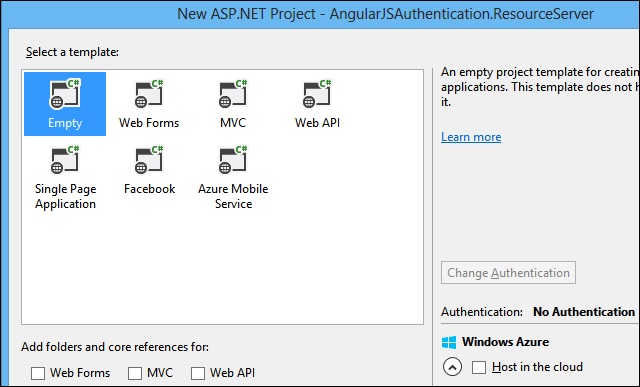 New ASP.NET Project - AngularJSAuthentication.ResourceServer
Select a template:
C# C# C# C#
Empty Web Forms MVC Web API
C# C# C#
Single Page Facebook Azure Mobile
Application Service
An empty project template for creatin
applications. This template does not h
it.
Learn more
Change Authentication
Authentication: No Authentication
Windows Azure
Host in the cloud
Add folders and core references for:
Web Forms MVC Web API